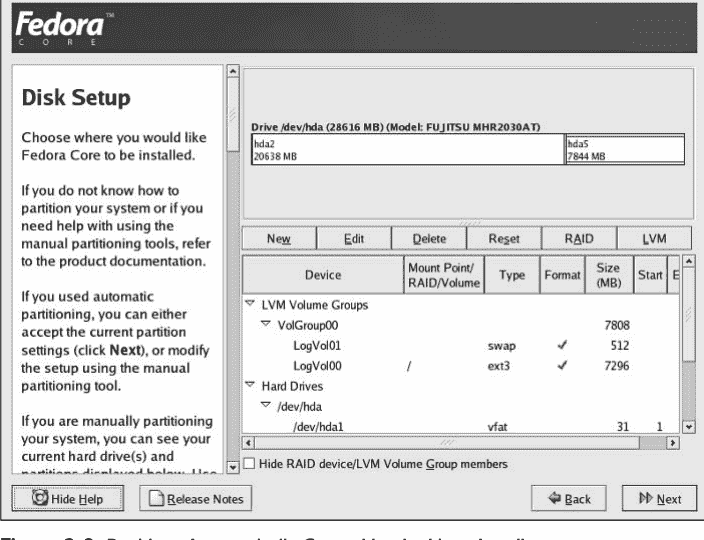 Fedora™
CORE
Disk Setup
Choose where you would like
Fedora Core to be installed.
If you do not know how to
partition your system or if you
need help with using the
manual partitioning tools, refer
to the product documentation.
If you used automatic
partitioning, you can either
accept the current partition
settings (click Next), or modify
the setup using the manual
partitioning tool.
If you are manually partitioning
your system, you can see your
current hard drive(s) and
partitions displayed below. Use
Drive /dev/hda (28616 MB) (Model: FUJITSU MHR2030AT)
hda2 hda5
20638 MB 7844 MB
New Edit Delete Reset RAID LVM
Device Mount Point/ RAID/Volume Type Format Size (MB) Start E
LVM Volume Groups
VolGroup00 7808
LogVol01 swap ✓ 512
LogVol00 / ext3 ✓ 7296
Hard Drives
/dev/hda
/dev/hda1 vfat 31 1
Hide RAID device/LVM Volume Group members
Hide Help Release Notes Back Next